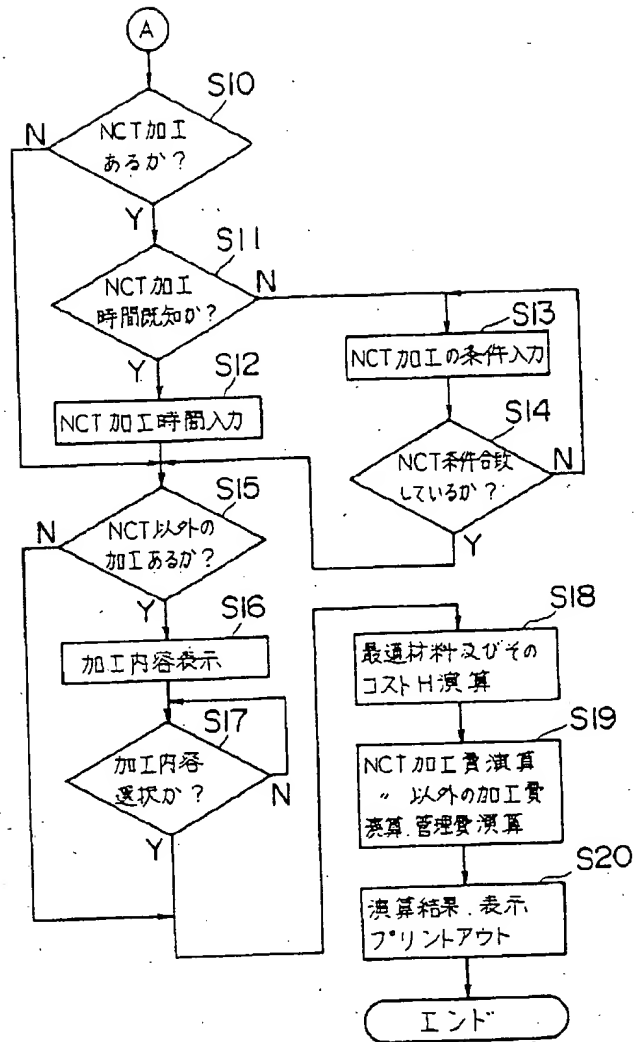 A
S10
NCT加工
あるか?
N
Y
S11
NCT加工
時間既知か?
N
Y
S12
NCT加工時間入力
S13
NCT加工の条件入力
S14
NCT条件合致
しているか?
N
Y
S15
NCT以外の
加工あるか?
N
Y
S16
加工内容表示
S17
加工内容
選択か?
N
Y
S18
最適材料及びその
コストH演算
S19
NCT加工費演算
〃 以外の加工費
演算.管理費演算
S20
演算結果.表示
プリントアウト
エンド